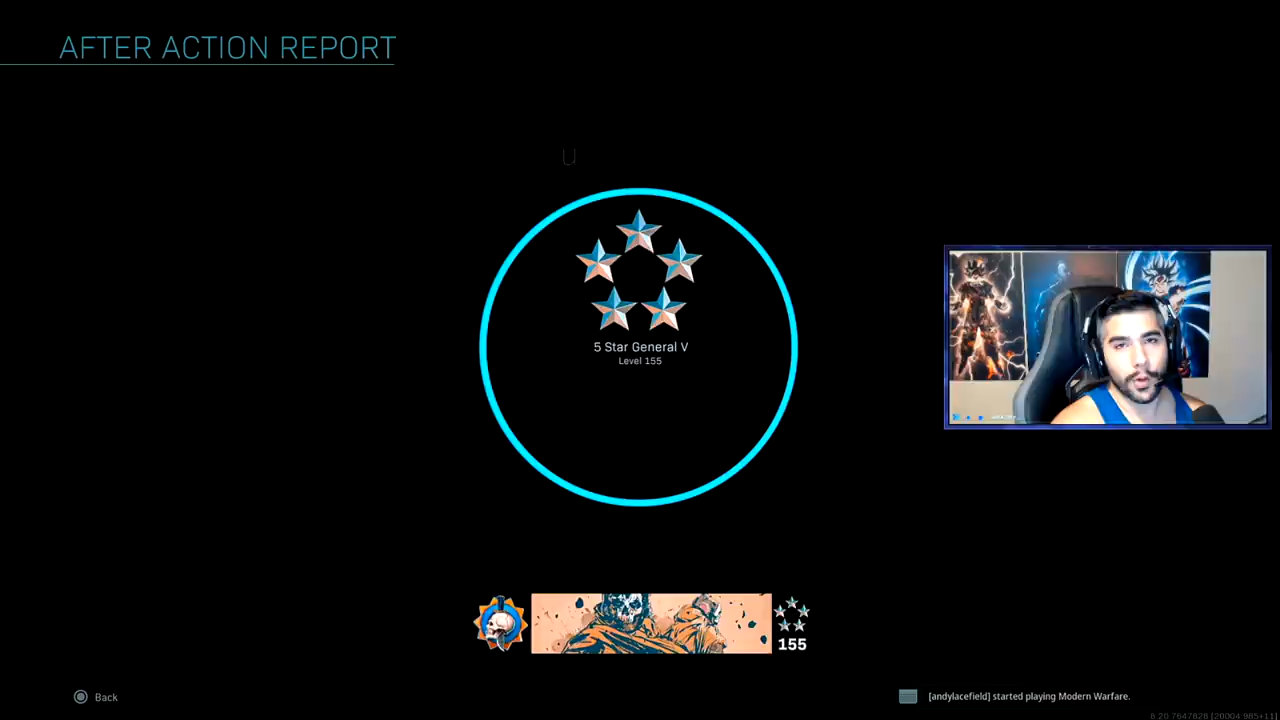 AFTER ACTION REPORT
5 Star General V
Level 155
155
Back
[andylacefield] started playing Modern Warfare.